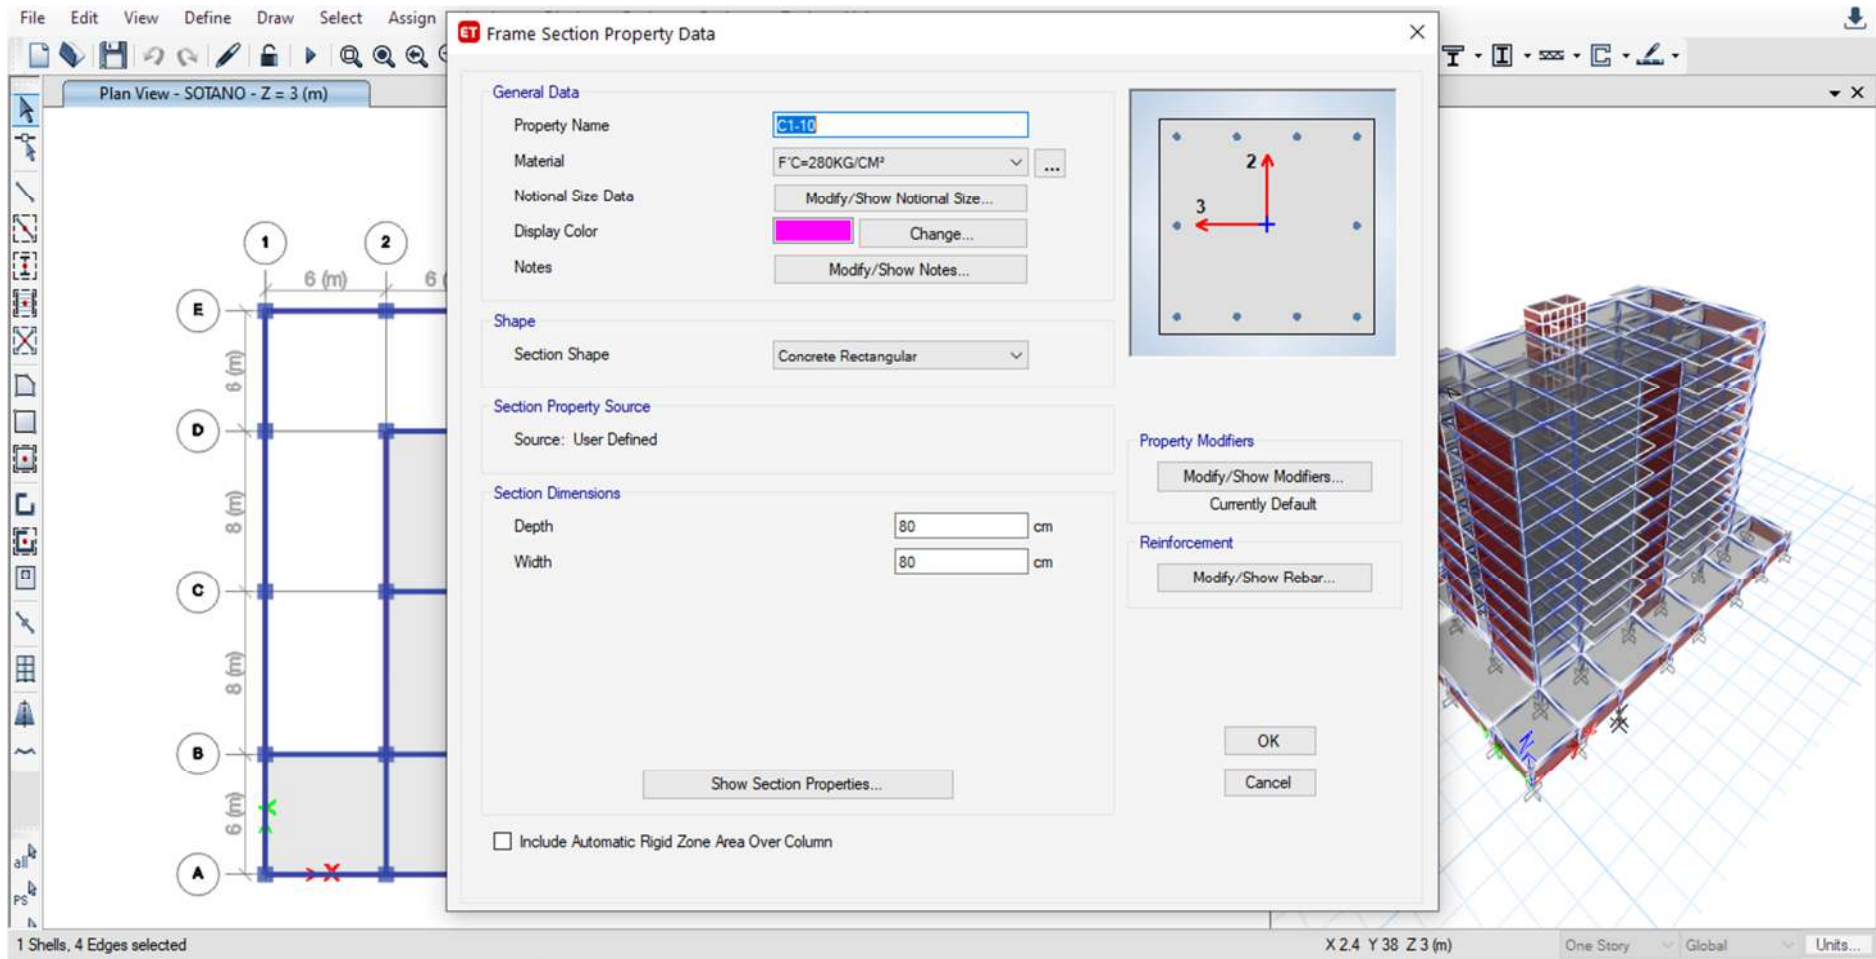 File Edit View Define Draw Select Assign
ET Frame Section Property Data
Plan View - SOTANO - Z = 3 (m)
General Data
Property Name C1-10
Material F'C=280KG/CM² ...
Notional Size Data Modify/Show Notional Size...
Display Color Change...
Notes Modify/Show Notes...
2
3
Shape
Section Shape Concrete Rectangular
Section Property Source
Source: User Defined
Property Modifiers
Modify/Show Modifiers...
Currently Default
Section Dimensions
Depth 80 cm
Width 80 cm
Reinforcement
Modify/Show Rebar...
Show Section Properties...
OK
Cancel
Include Automatic Rigid Zone Area Over Column
1 2
6 (m) 6 (
E
6 (m)
D
8 (m)
C
8 (m)
B
6 (m)
A
X
all
PS
1 Shells, 4 Edges selected
X 2.4 Y 38 Z 3 (m)
One Story Global Units...